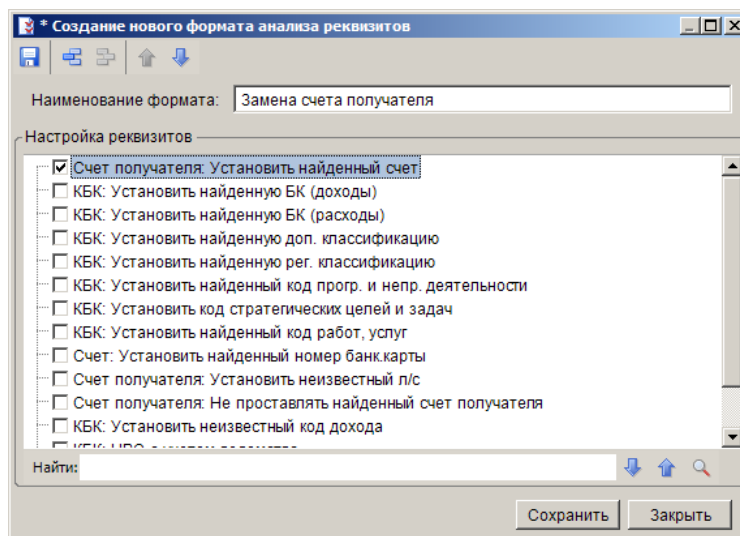 * Создание нового формата анализа реквизитов
Наименование формата: Замена счета получателя
Настройка реквизитов
Счет получателя: Установить найденный счет
КБК: Установить найденную БК (доходы)
КБК: Установить найденную БК (расходы)
КБК: Установить найденную доп. классификацию
КБК: Установить найденную рег. классификацию
КБК: Установить найденный код прогр. и непр. деятельности
КБК: Установить код стратегических целей и задач
КБК: Установить найденный код работ, услуг
Счет: Установить найденный номер банк.карты
Счет получателя: Установить неизвестный л/с
Счет получателя: Не проставлять найденный счет получателя
КБК: Установить неизвестный код дохода
Найти:
Сохранить Закрыть